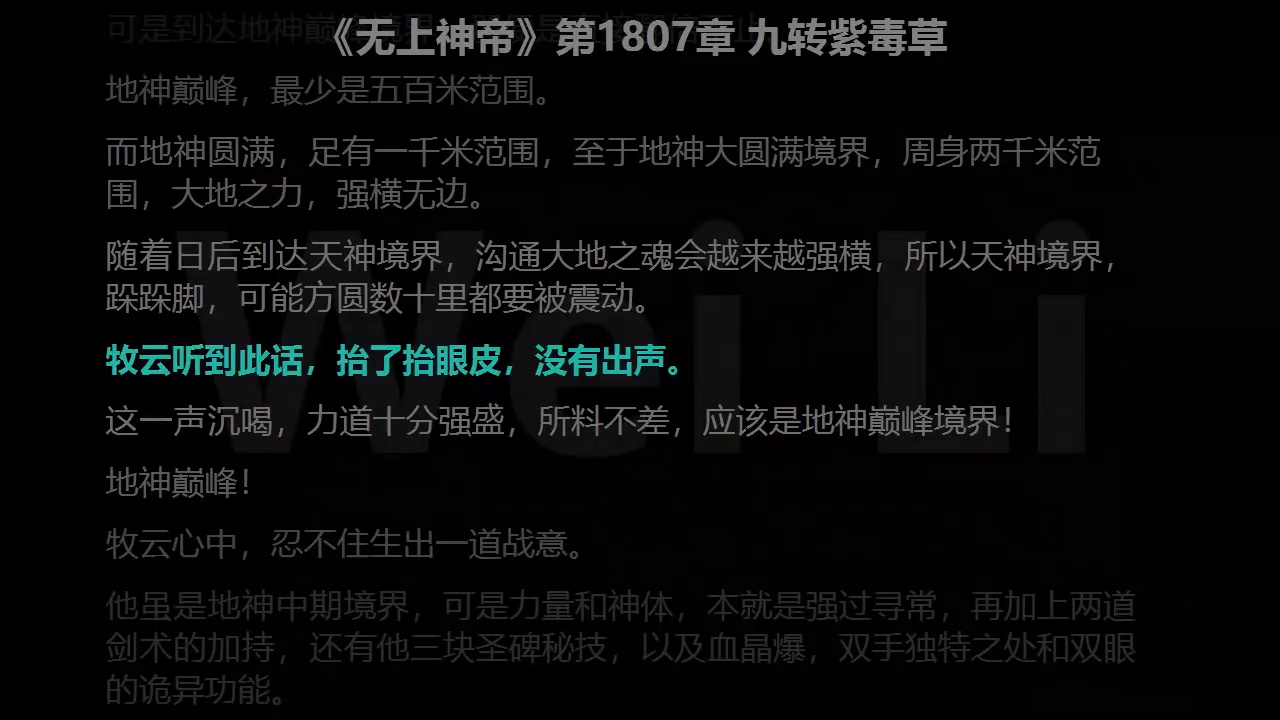 《无上神帝》第1807章 九转紫毒草
可是到达地神巅
地神巅峰，最少是五百米范围。
而地神圆满，足有一千米范围，至于地神大圆满境界，周身两千米范
围，大地之力，强横无边。
随着日后到达天神境界，沟通大地之魂会越来越强横，所以天神境界，
跺跺脚，可能方圆数十里都要被震动。
牧云听到此话，抬了抬眼皮，没有出声。
这一声沉喝，力道十分强盛，所料不差，应该是地神巅峰境界！
地神巅峰！
牧云心中，忍不住生出一道战意。
他虽是地神中期境界，可是力量和神体，本就是强过寻常，再加上两道
剑术的加持，还有他三块圣碑秘技，以及血晶爆，双手独特之处和双眼
的诡异功能。
Wei Li